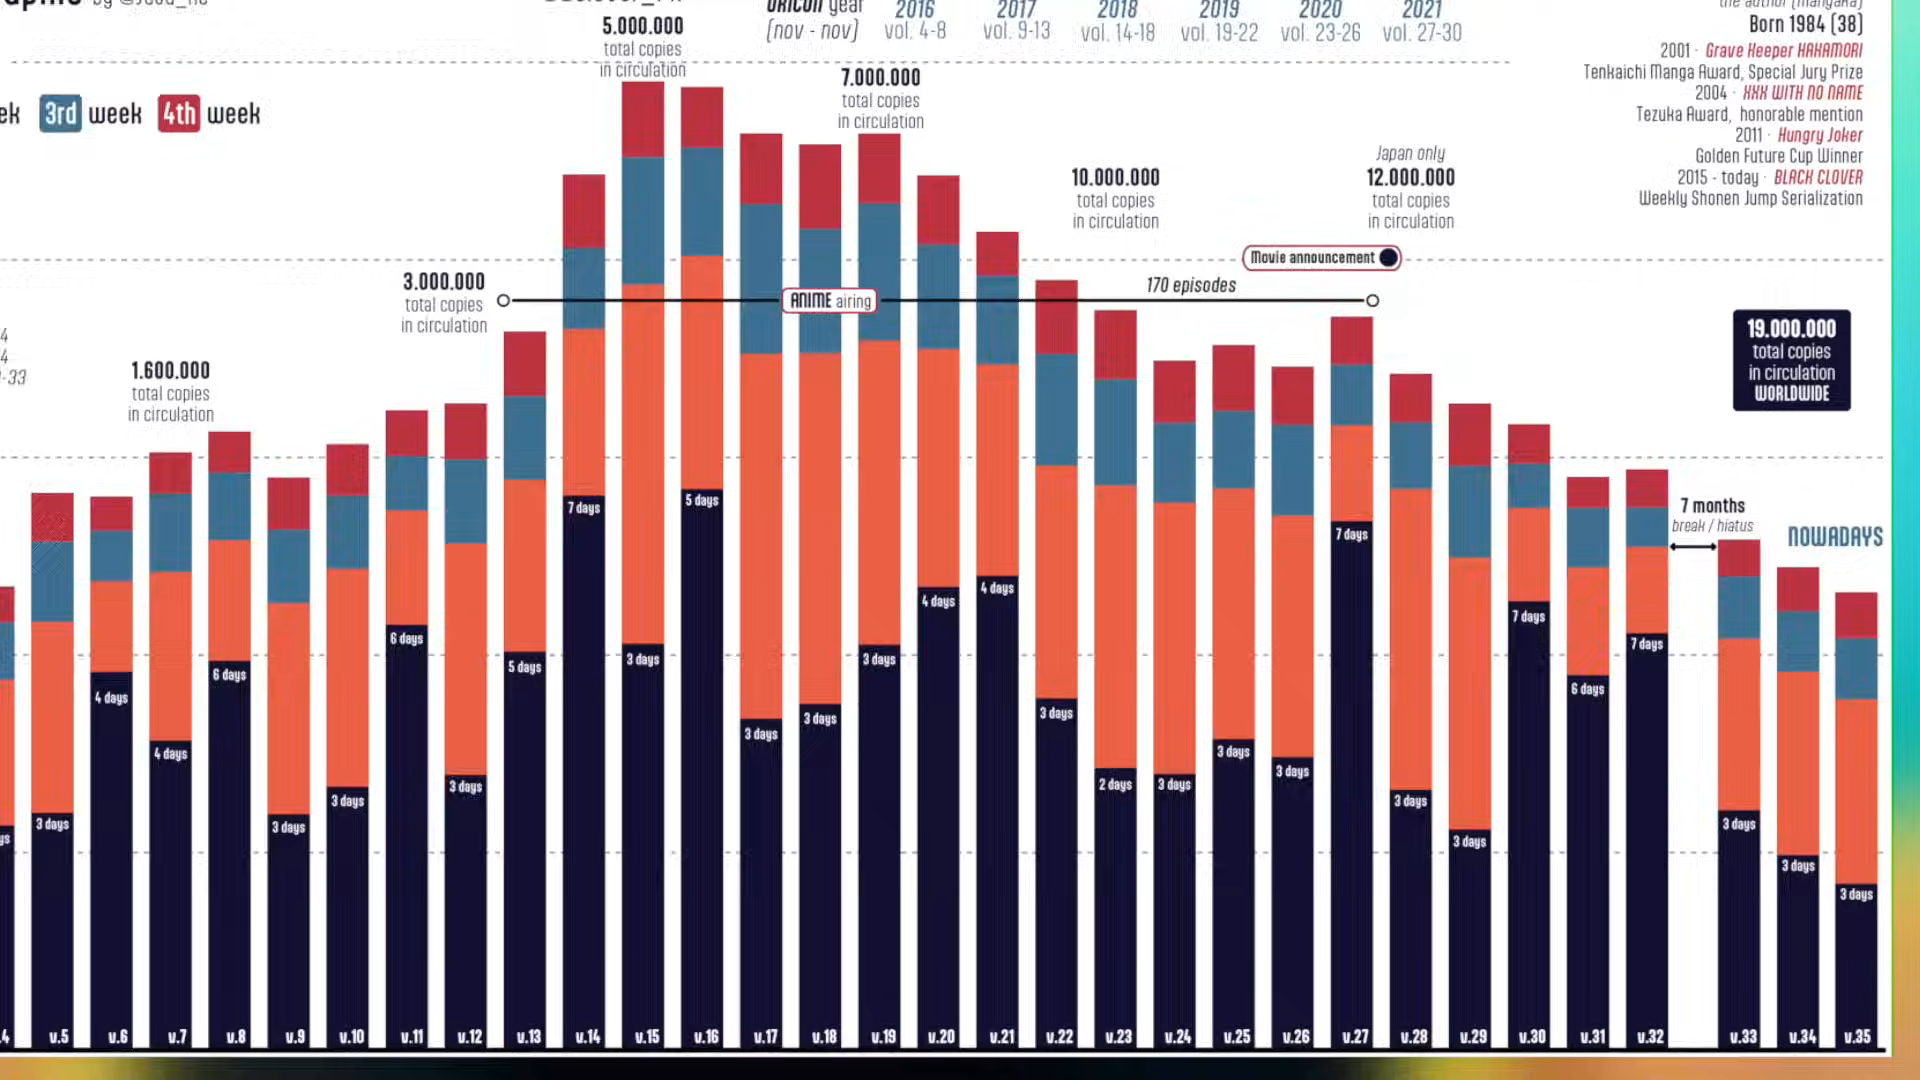 5.000.000
total copies
in circulation
ORICON year
(nov - nov)
2016
vol. 4-8
2017
vol. 9-13
2018
vol. 14-18
2019
vol. 19-22
2020
vol. 23-26
2021
vol. 27-30
the author (mangaka)
Born 1984 (38)
2001 · Grave Keeper HAKAMORI
Tenkaichi Manga Award, Special Jury Prize
2004 · XXX WITH NO NAME
Tezuka Award, honorable mention
2011 · Hungry Joker
Golden Future Cup Winner
2015 - today · BLACK CLOVER
Weekly Shonen Jump Serialization
3rd week 4th week
7.000.000
total copies
in circulation
10.000.000
total copies
in circulation
Japan only
12.000.000
total copies
in circulation
Movie announcement
3.000.000
total copies
in circulation
ANIME airing
170 episodes
19.000.000
total copies
in circulation
WORLDWIDE
1.600.000
total copies
in circulation
7 months
break / hiatus
NOWADAYS
3 days
4 days
4 days
6 days
3 days
3 days
6 days
3 days
5 days
7 days
3 days
5 days
3 days
3 days
3 days
4 days
4 days
3 days
2 days
3 days
3 days
3 days
7 days
3 days
3 days
7 days
6 days
7 days
3 days
3 days
3 days
v.5 v.6 v.7 v.8 v.9 v.10 v.11 v.12 v.13 v.14 v.15 v.16 v.17 v.18 v.19 v.20 v.21 v.22 v.23 v.24 v.25 v.26 v.27 v.28 v.29 v.30 v.31 v.32 v.33 v.34 v.35